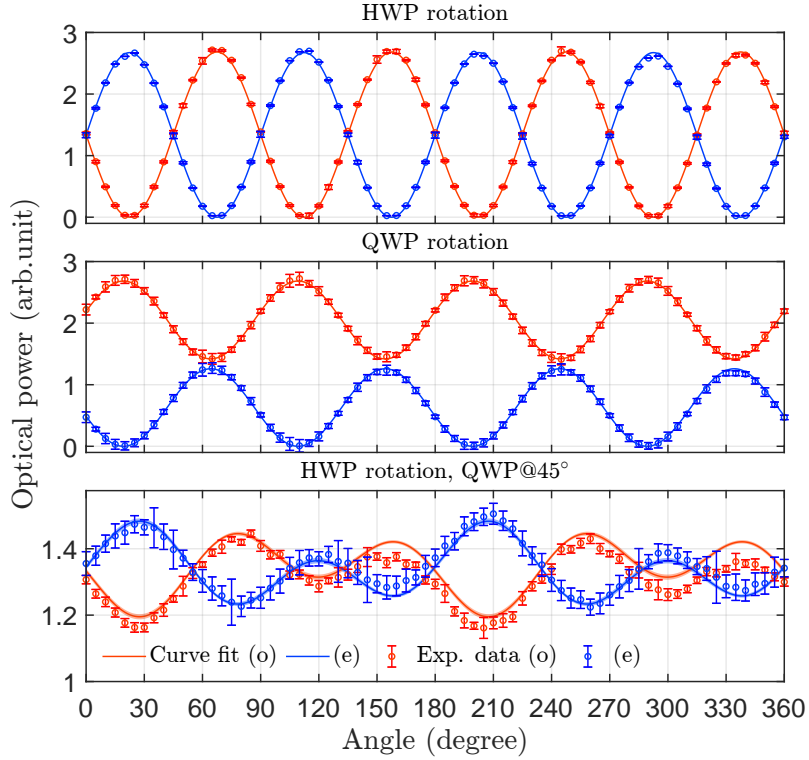 HWP rotation
3
2
1
0
QWP rotation
3
2
1
0
Optical power (arb.unit)
HWP rotation, QWP@45°
1.4
1.2
1
Curve fit (o) (e) Exp. data (o) (e)
0 30 60 90 120 150 180 210 240 270 300 330 360
Angle (degree)